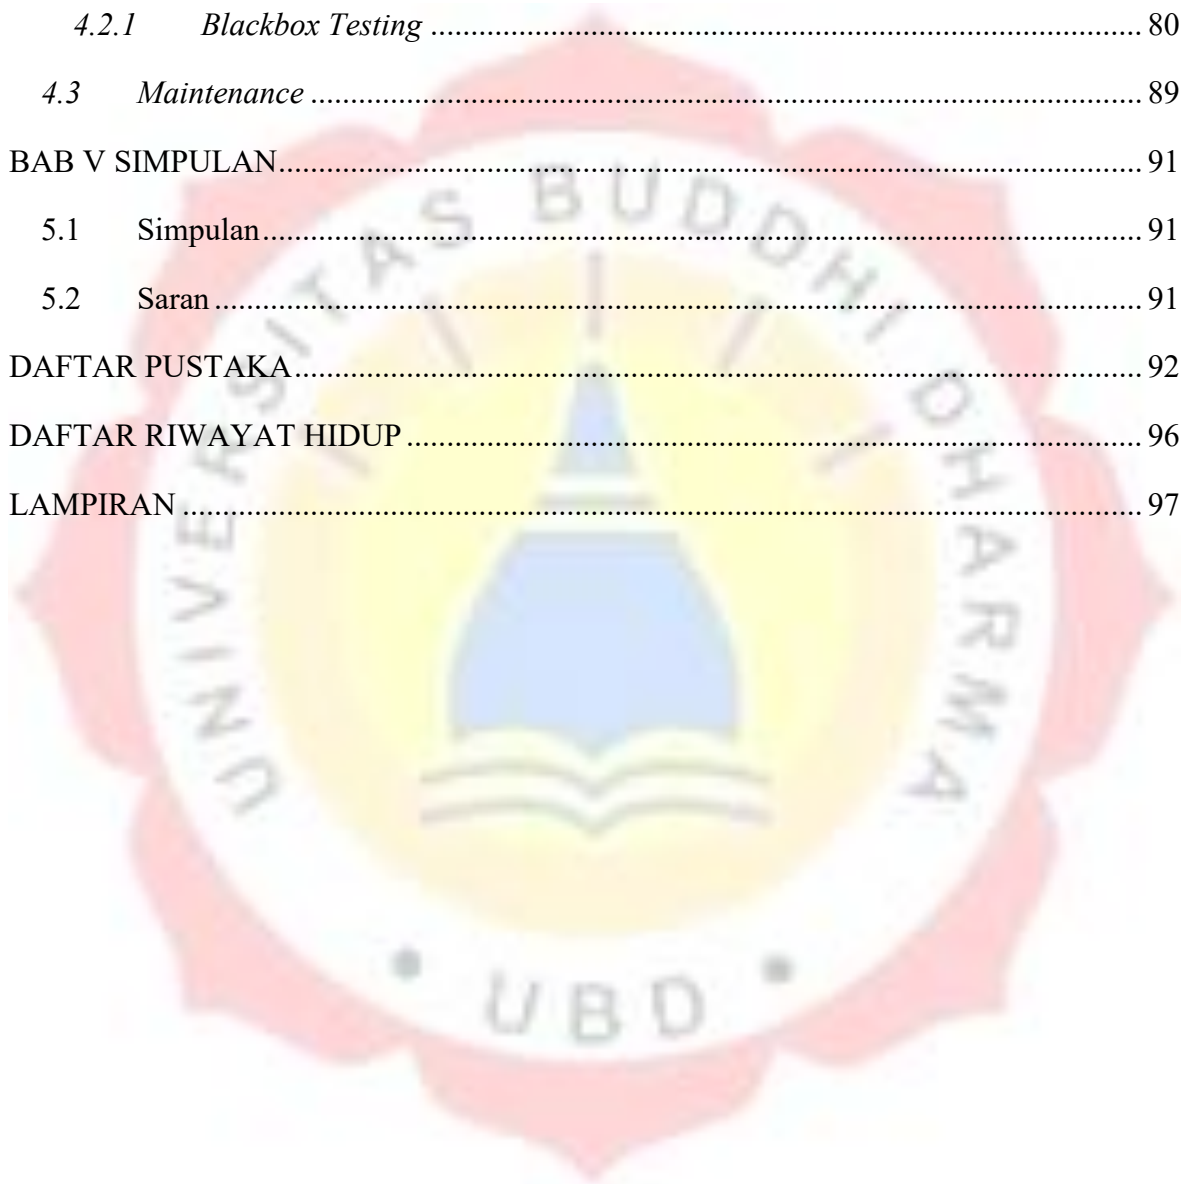 4.2.1 Blackbox Testing ........................................................................................ 80
4.3 Maintenance ........................................................................................................ 89
BAB V SIMPULAN............................................................................................................ 91
5.1 Simpulan.............................................................................................................. 91
5.2 Saran .................................................................................................................... 91
DAFTAR PUSTAKA.......................................................................................................... 92
DAFTAR RIWAYAT HIDUP ............................................................................................ 96
LAMPIRAN ........................................................................................................................ 97
UNIVERSITAS BUDDHI DHARMA
• UBD •